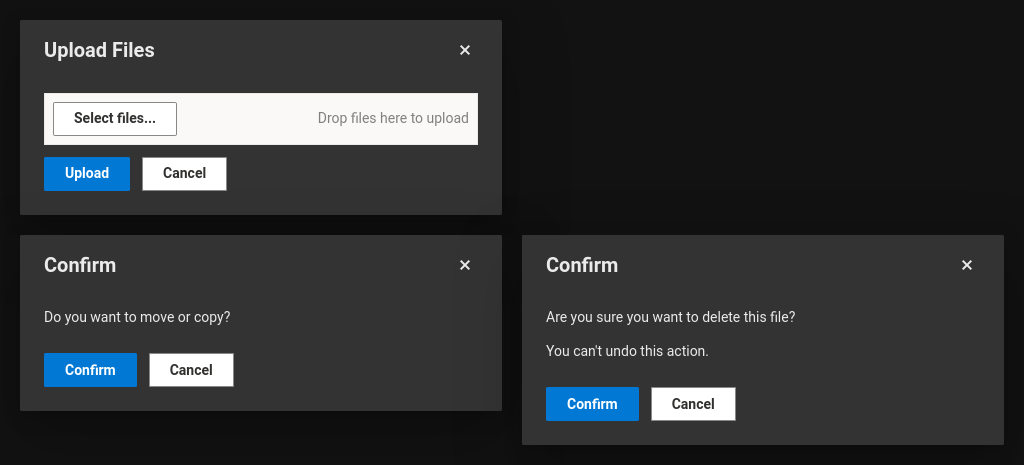 Upload Files ×
Select files... Drop files here to upload
Upload Cancel
Confirm ×
Do you want to move or copy?
Confirm Cancel
Confirm ×
Are you sure you want to delete this file?
You can't undo this action.
Confirm Cancel